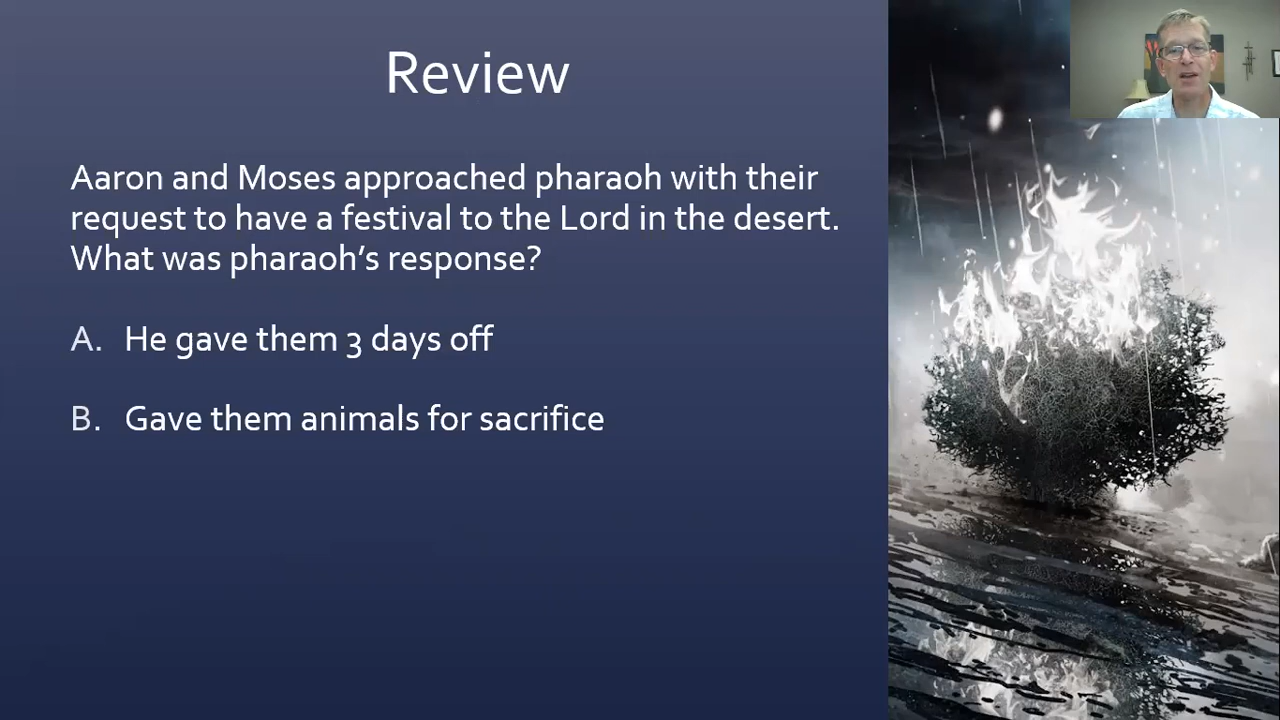 Review
Aaron and Moses approached pharaoh with their
request to have a festival to the Lord in the desert.
What was pharaoh’s response?
A. He gave them 3 days off
B. Gave them animals for sacrifice